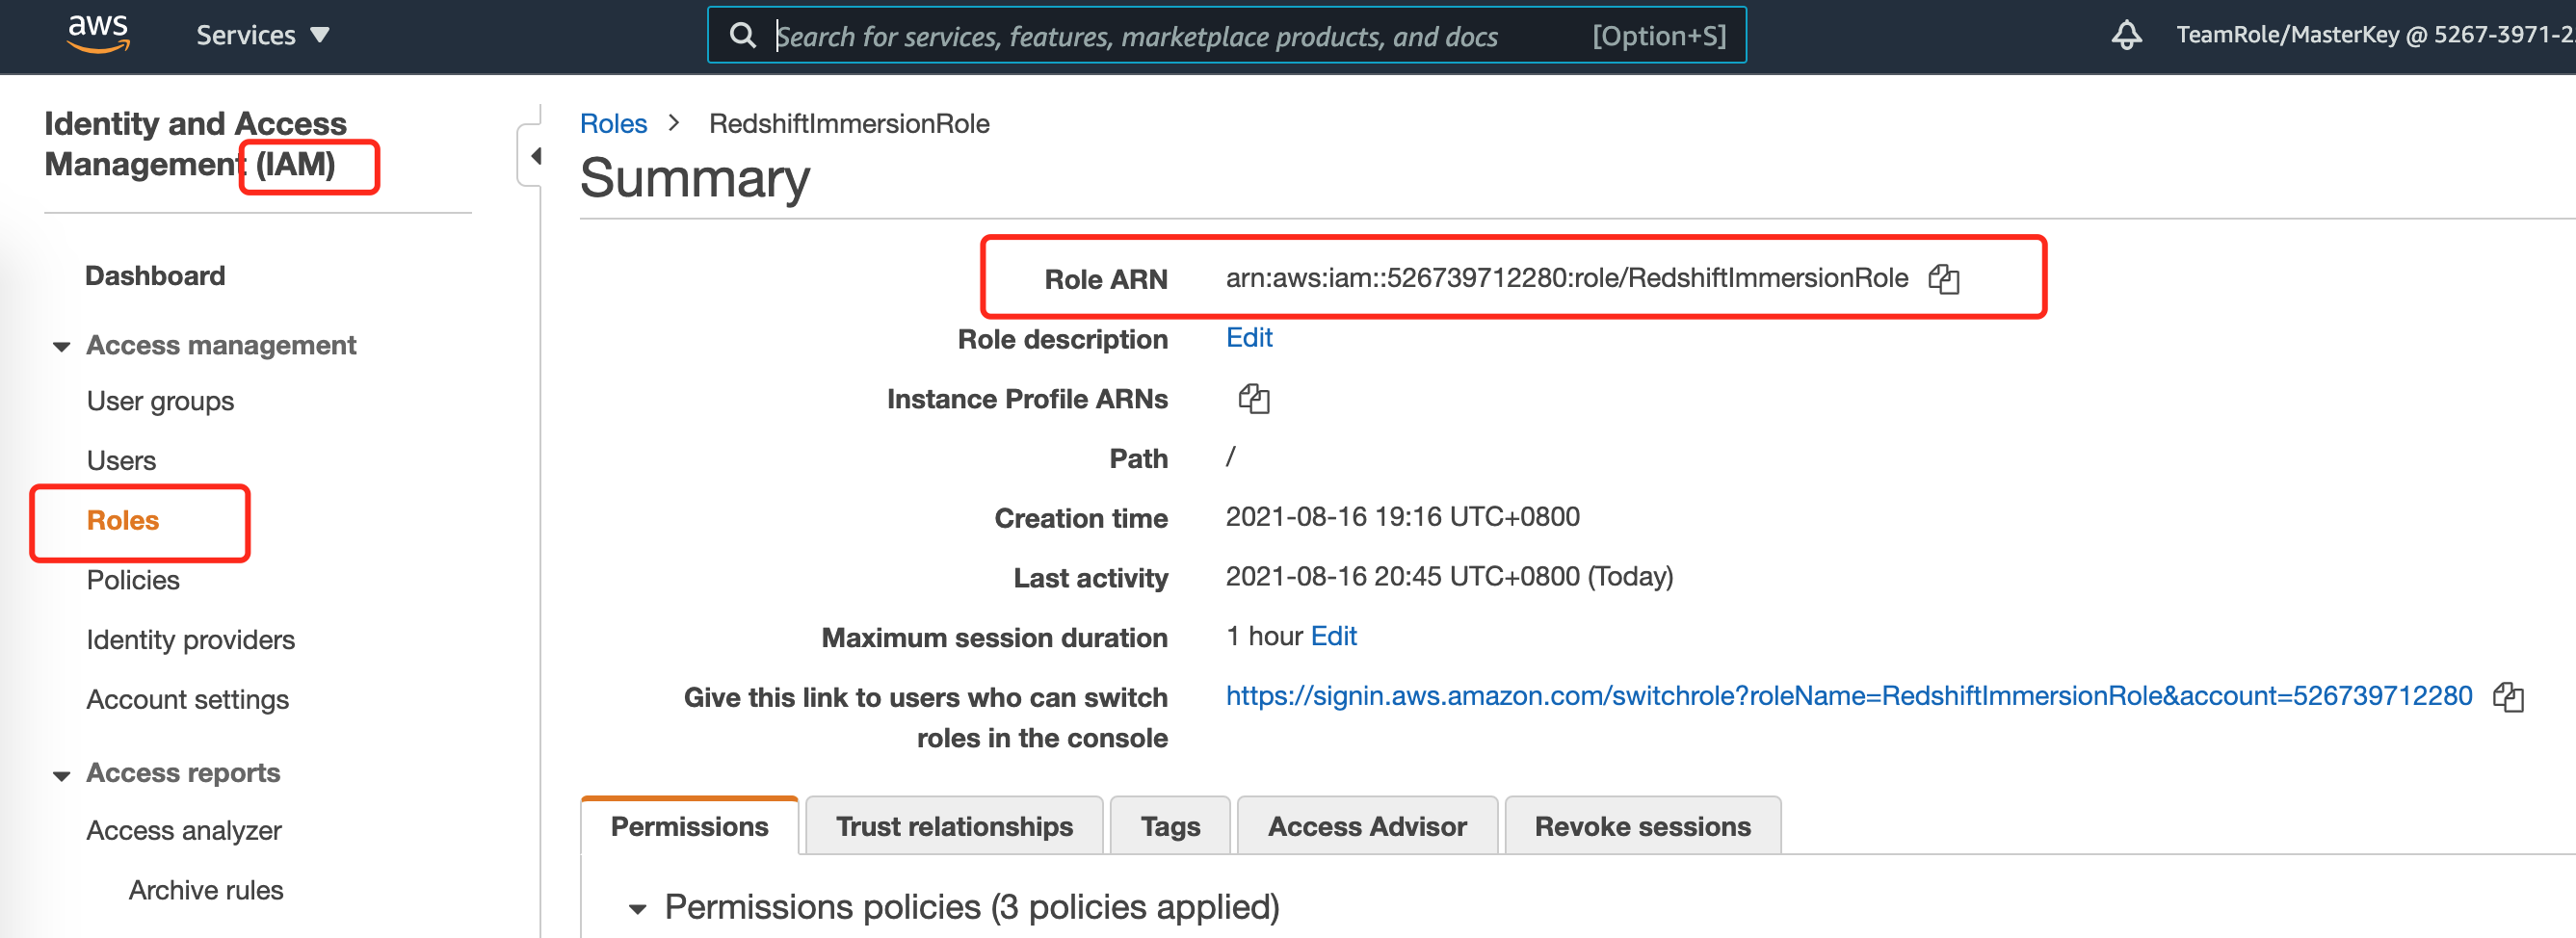 aws Services Search for services, features, marketplace products, and docs [Option+S] TeamRole/MasterKey @ 5267-3971-2
Identity and Access
Management (IAM)
Dashboard
Access management
User groups
Users
Roles
Policies
Identity providers
Account settings
Access reports
Access analyzer
Archive rules
Roles > RedshiftImmersionRole
Summary
Role ARN arn:aws:iam::526739712280:role/RedshiftImmersionRole
Role description Edit
Instance Profile ARNs
Path /
Creation time 2021-08-16 19:16 UTC+0800
Last activity 2021-08-16 20:45 UTC+0800 (Today)
Maximum session duration 1 hour Edit
Give this link to users who can switch https://signin.aws.amazon.com/switchrole?roleName=RedshiftImmersionRole&account=526739712280
roles in the console
Permissions Trust relationships Tags Access Advisor Revoke sessions
Permissions policies (3 policies applied)